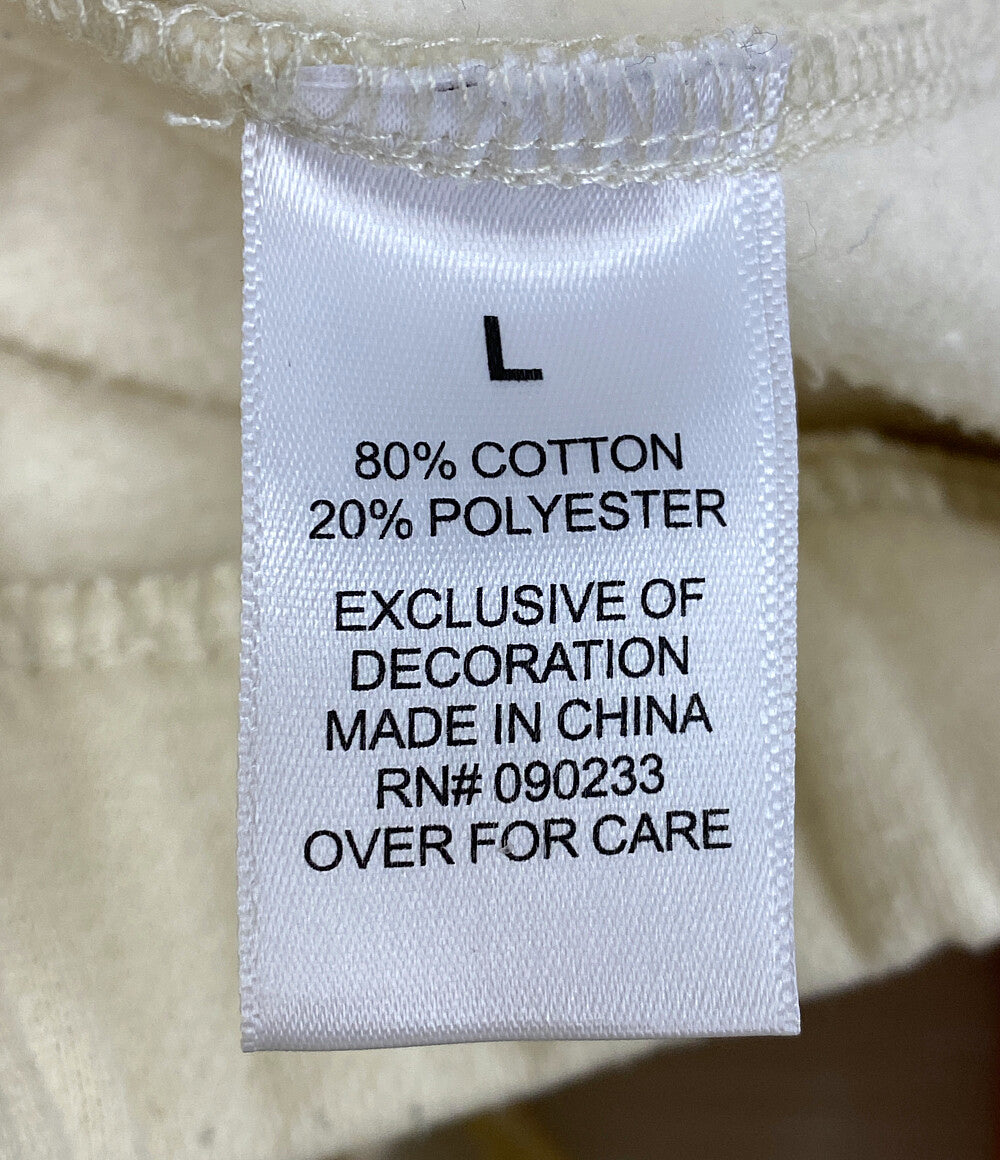 L
80% COTTON
20% POLYESTER
EXCLUSIVE OF
DECORATION
MADE IN CHINA
RN# 090233
OVER FOR CARE